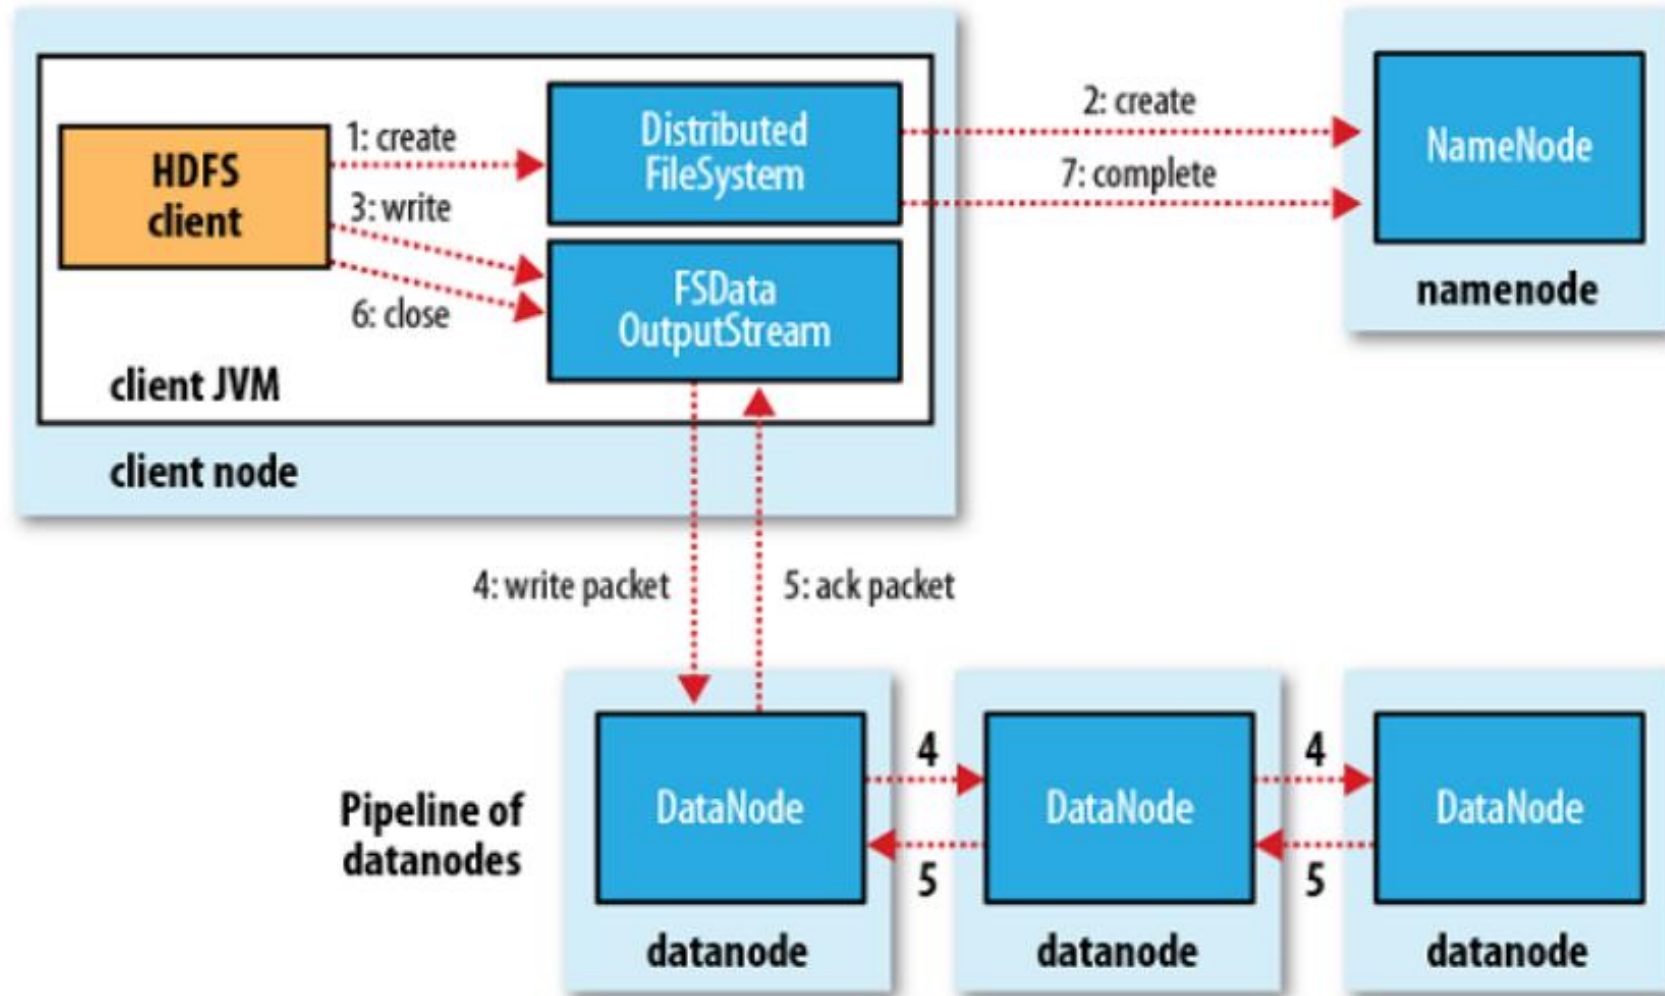 1: create
HDFS
client
3: write
6: close
Distributed
FileSystem
FSData
OutputStream
client JVM
client node
2: create
7: complete
NameNode
namenode
4: write packet
5: ack packet
Pipeline of
datanodes
DataNode
datanode
4
5
DataNode
datanode
4
5
DataNode
datanode